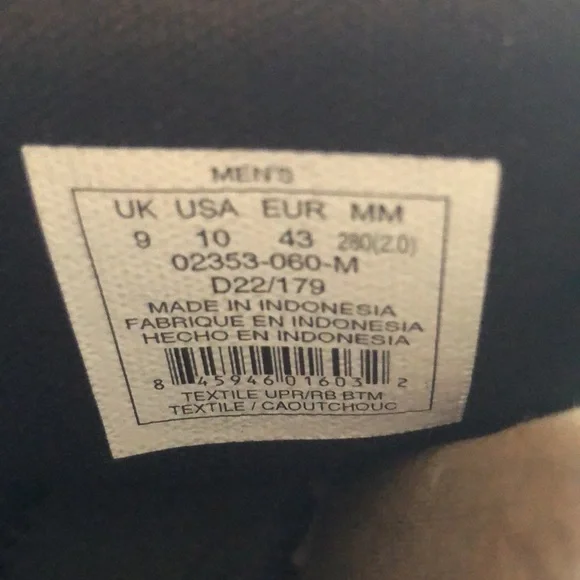 MEN'S
UK USA EUR MM
9 10 43 280(2.0)
02353-060-M
D22/179
MADE IN INDONESIA
FABRIQUE EN INDONESIA
HECHO EN INDONESIA
8 45946 01603 2
TEXTILE UPR/RB BTM
TEXTILE / CAOUTCHOUC